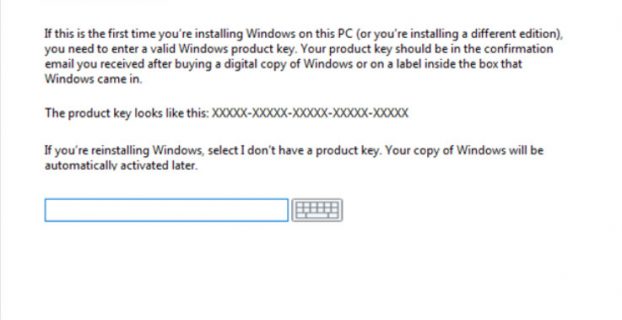 If this is the first time you're installing Windows on this PC (or you're installing a different edition),
you need to enter a valid Windows product key. Your product key should be in the confirmation
email you received after buying a digital copy of Windows or on a label inside the box that
Windows came in.
The product key looks like this: XXXXX-XXXXX-XXXXX-XXXXX-XXXXX
If you're reinstalling Windows, select I don't have a product key. Your copy of Windows will be
automatically activated later.